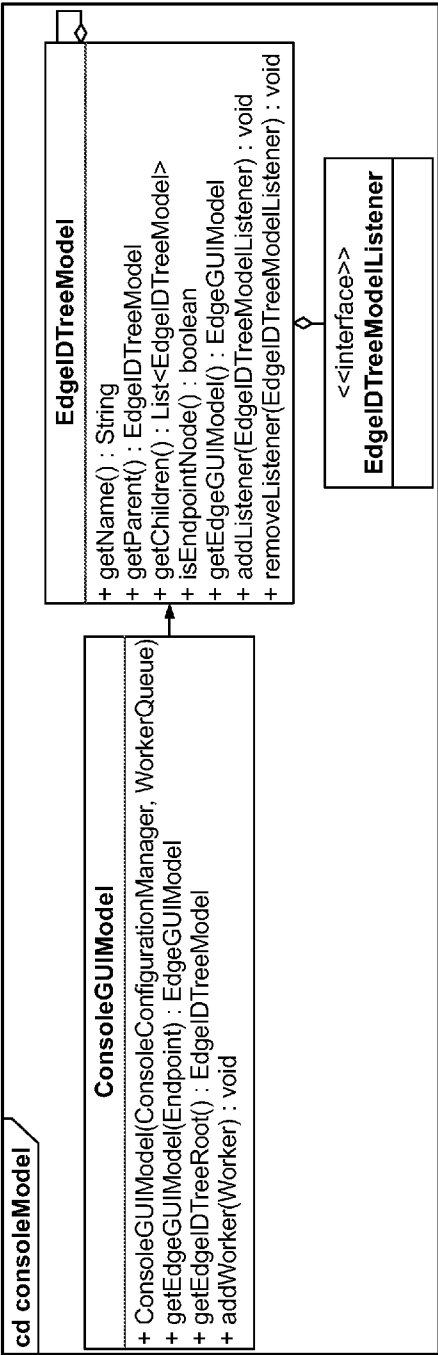 cd consoleModel
ConsoleGUIModel
+ ConsoleGUIModel(ConsoleConfigurationManager, WorkerQueue)
+ getEdgeGUIModel(Endpoint) : EdgeGUIModel
+ getEdgeIDTreeRoot() : EdgeIDTreeModel
+ addWorker(Worker) : void
EdgeIDTreeModel
+ getName() : String
+ getParent() : EdgeIDTreeModel
+ getChildren() : List<EdgeIDTreeModel>
+ isEndpointNode() : boolean
+ getEdgeGUIModel() : EdgeGUIModel
+ addListener(EdgeIDTreeModelListener) : void
+ removeListener(EdgeIDTreeModelListener) : void
<<interface>>
EdgeIDTreeModelListener